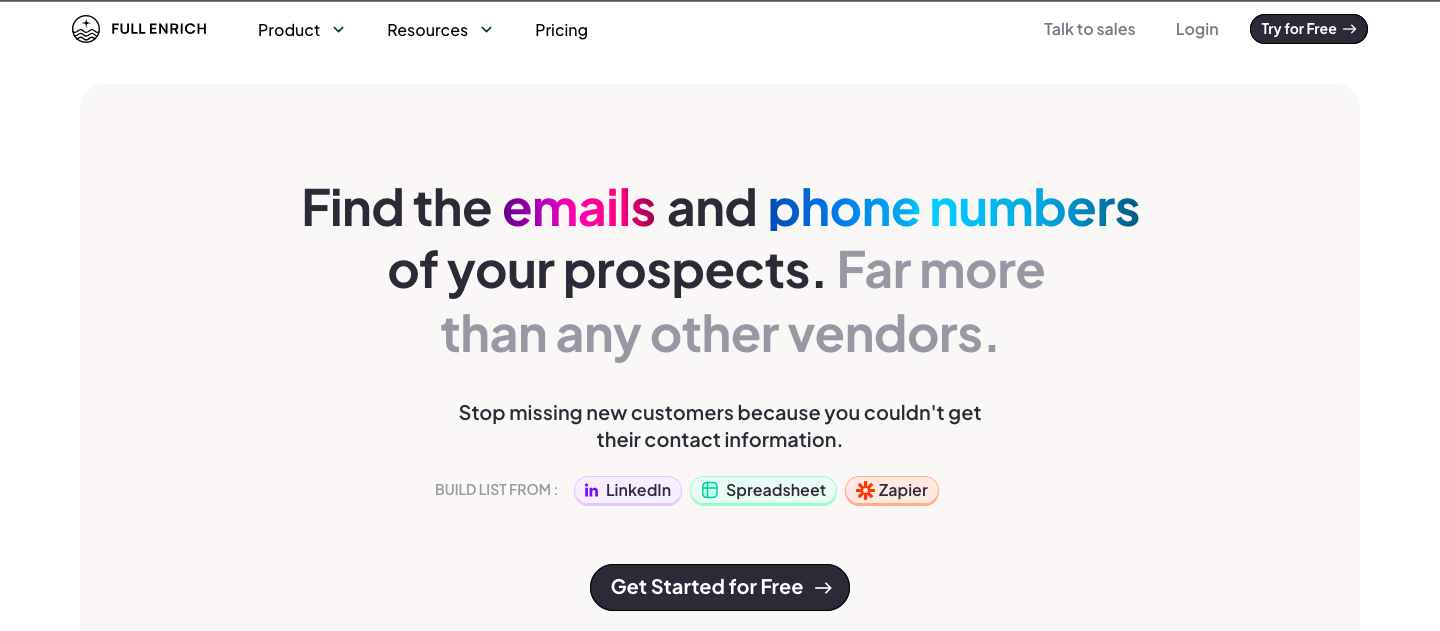 FULL ENRICH
Product
Resources
Pricing
Talk to sales
Login
Try for Free →
Find the emails and phone numbers
of your prospects. Far more
than any other vendors.
Stop missing new customers because you couldn't get
their contact information.
BUILD LIST FROM :
in LinkedIn
Spreadsheet
Zapier
Get Started for Free →